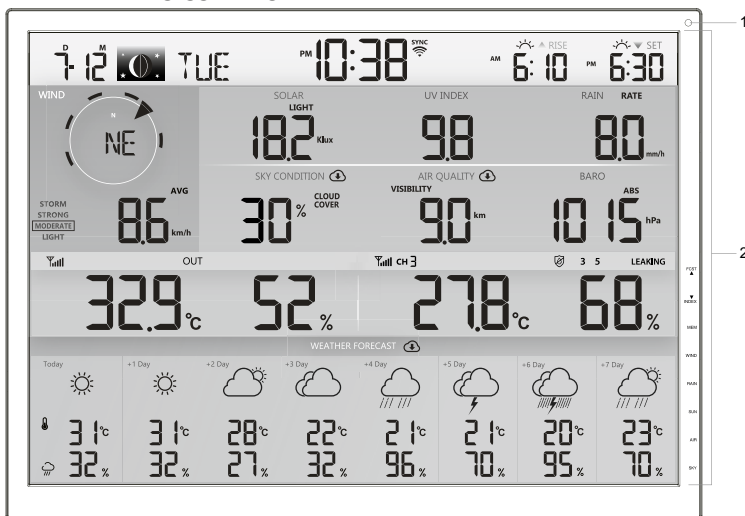 D M
7-12 TUE PM 10:38 SYNC AM 6:10 RISE PM 6:30 SET
1
WIND
N
NE
AVG
8.6 km/h
STORM
STRONG
MODERATE
LIGHT
SOLAR
LIGHT
18.2 Klux
UV INDEX
9.8
RAIN RATE
8.0 mm/h
SKY CONDITION
30% CLOUD COVER
AIR QUALITY
VISIBILITY
9.0 km
BARO
ABS
1015 hPa
2
OUT
32.9°C 52%
CH 3 3 5 LEAKING
27.8°C 68%
WEATHER FORECAST
Today +1 Day +2 Day +3 Day +4 Day +5 Day +6 Day +7 Day
31°C 31°C 28°C 22°C 21°C 21°C 20°C 23°C
32% 32% 27% 32% 96% 70% 95% 70%
FCST
INDEX
MEM
WIND
RAIN
SUN
AIR
SKY